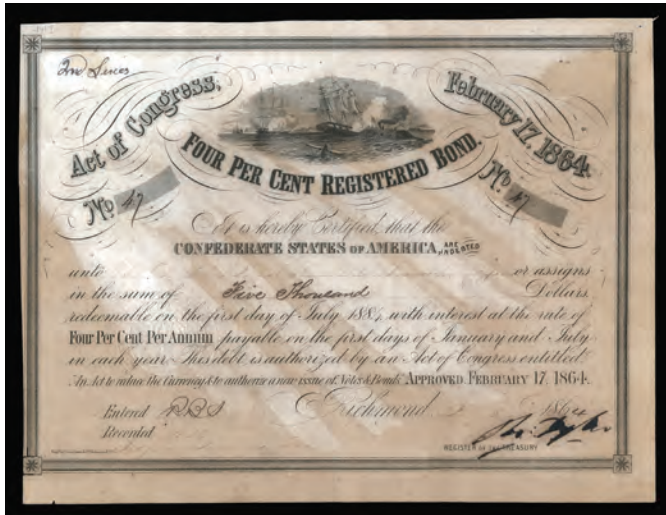 2nd Series
Act of Congress,
February 17, 1864.
FOUR PER CENT REGISTERED BOND.
No 47
No 47
It is hereby Certified that the
CONFEDERATE STATES OF AMERICA, ARE INDEBTED
unto or assigns
in the sum of Five Thousand Dollars,
redeemable on the first day of July 1884, with interest at the rate of
Four Per Cent Per Annum payable on the first days of January and July
in each year. This debt is authorized by an Act of Congress entitled
An Act to reduce the Currency & to authorize a new issue of Notes & Bonds. APPROVED FEBRUARY 17. 1864.
Entered RBS Richmond 1864
Recorded
REGISTER OF THE TREASURY